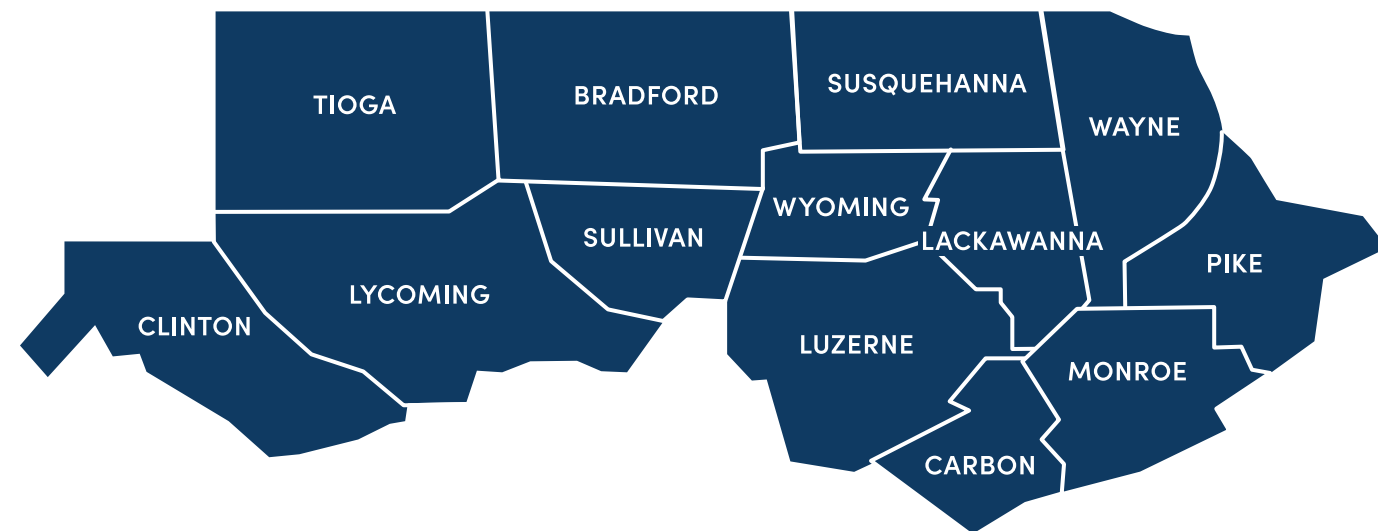 TIOGA
BRADFORD
SUSQUEHANNA
WAYNE
WYOMING
SULLIVAN
LACKAWANNA
PIKE
LYCOMING
CLINTON
LUZERNE
MONROE
CARBON